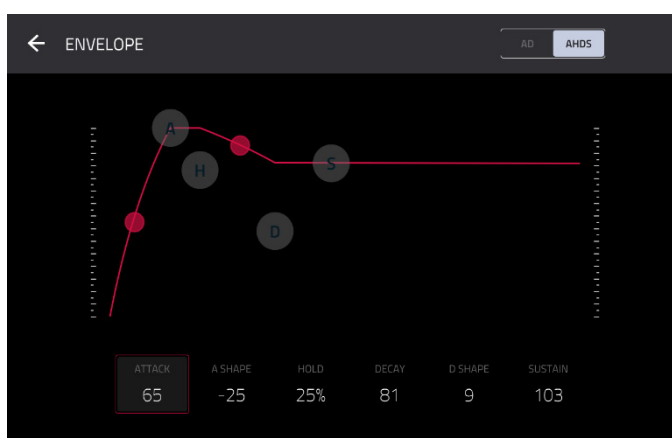 ENVELOPE
AD AHDS
A
H
S
D
ATTACK A SHAPE HOLD DECAY D SHAPE SUSTAIN
65 -25 25% 81 9 103